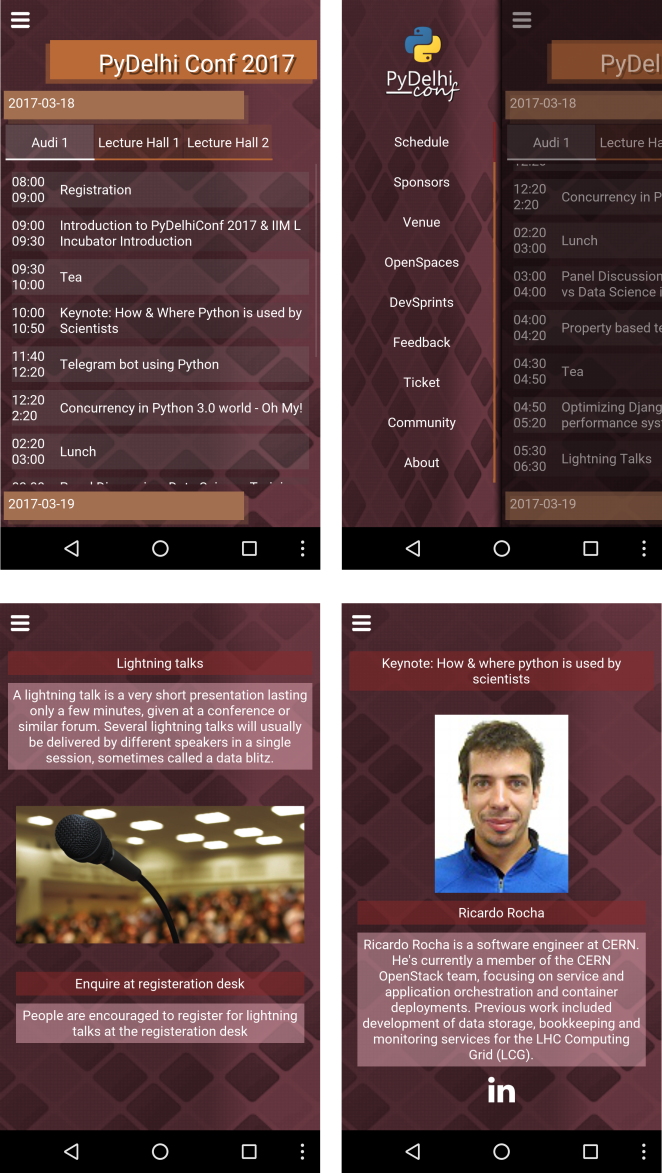 PyDelhi Conf 2017
2017-03-18
Audi 1 Lecture Hall 1 Lecture Hall 2
08:00
09:00
Registration
09:00
09:30
Introduction to PyDelhiConf 2017 & IIM L
Incubator Introduction
09:30
10:00
Tea
10:00
10:50
Keynote: How & Where Python is used by
Scientists
11:40
12:20
Telegram bot using Python
12:20
2:20
Concurrency in Python 3.0 world - Oh My!
02:20
03:00
Lunch
2017-03-19
PyDelhi
conf
Schedule
Sponsors
Venue
OpenSpaces
DevSprints
Feedback
Ticket
Community
About
PyDel
2017-03-18
Audi 1 Lecture Ha
12:20
12:20
2:20
Concurrency in P
02:20
03:00
Lunch
03:00
04:00
Panel Discussion
vs Data Science i
04:00
04:20
Property based te
04:30
04:50
Tea
04:50
05:20
Optimizing Djang
performance sys
05:30
06:30
Lightning Talks
2017-03-19
Lightning talks
A lightning talk is a very short presentation lasting
only a few minutes, given at a conference or
similar forum. Several lightning talks will usually
be delivered by different speakers in a single
session, sometimes called a data blitz.
Enquire at registeration desk
People are encouraged to register for lightning
talks at the registeration desk
Keynote: How & where python is used by
scientists
Ricardo Rocha
Ricardo Rocha is a software engineer at CERN.
He's currently a member of the CERN
OpenStack team, focusing on service and
application orchestration and container
deployments. Previous work included
development of data storage, bookkeeping and
monitoring services for the LHC Computing
Grid (LCG).
in